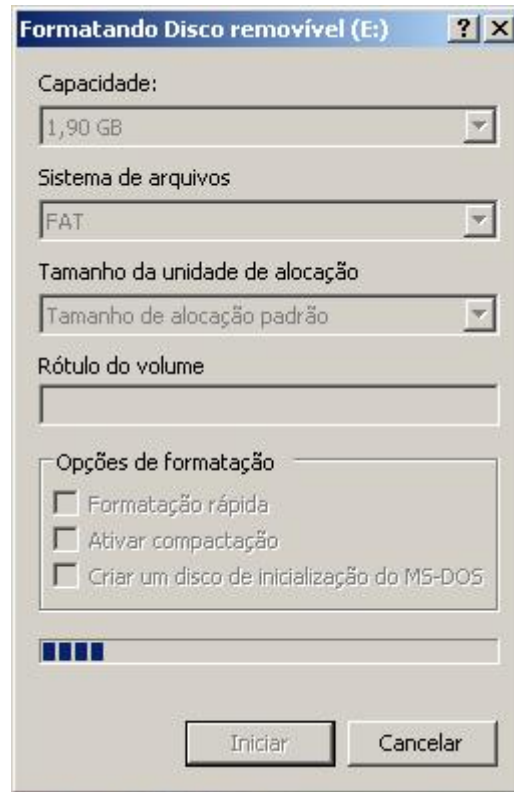 Formatando Disco removível (E:)
Capacidade:
1,90 GB
Sistema de arquivos
FAT
Tamanho da unidade de alocação
Tamanho de alocação padrão
Rótulo do volume
Opções de formatação
Formatação rápida
Ativar compactação
Criar um disco de inicialização do MS-DOS
Iniciar
Cancelar